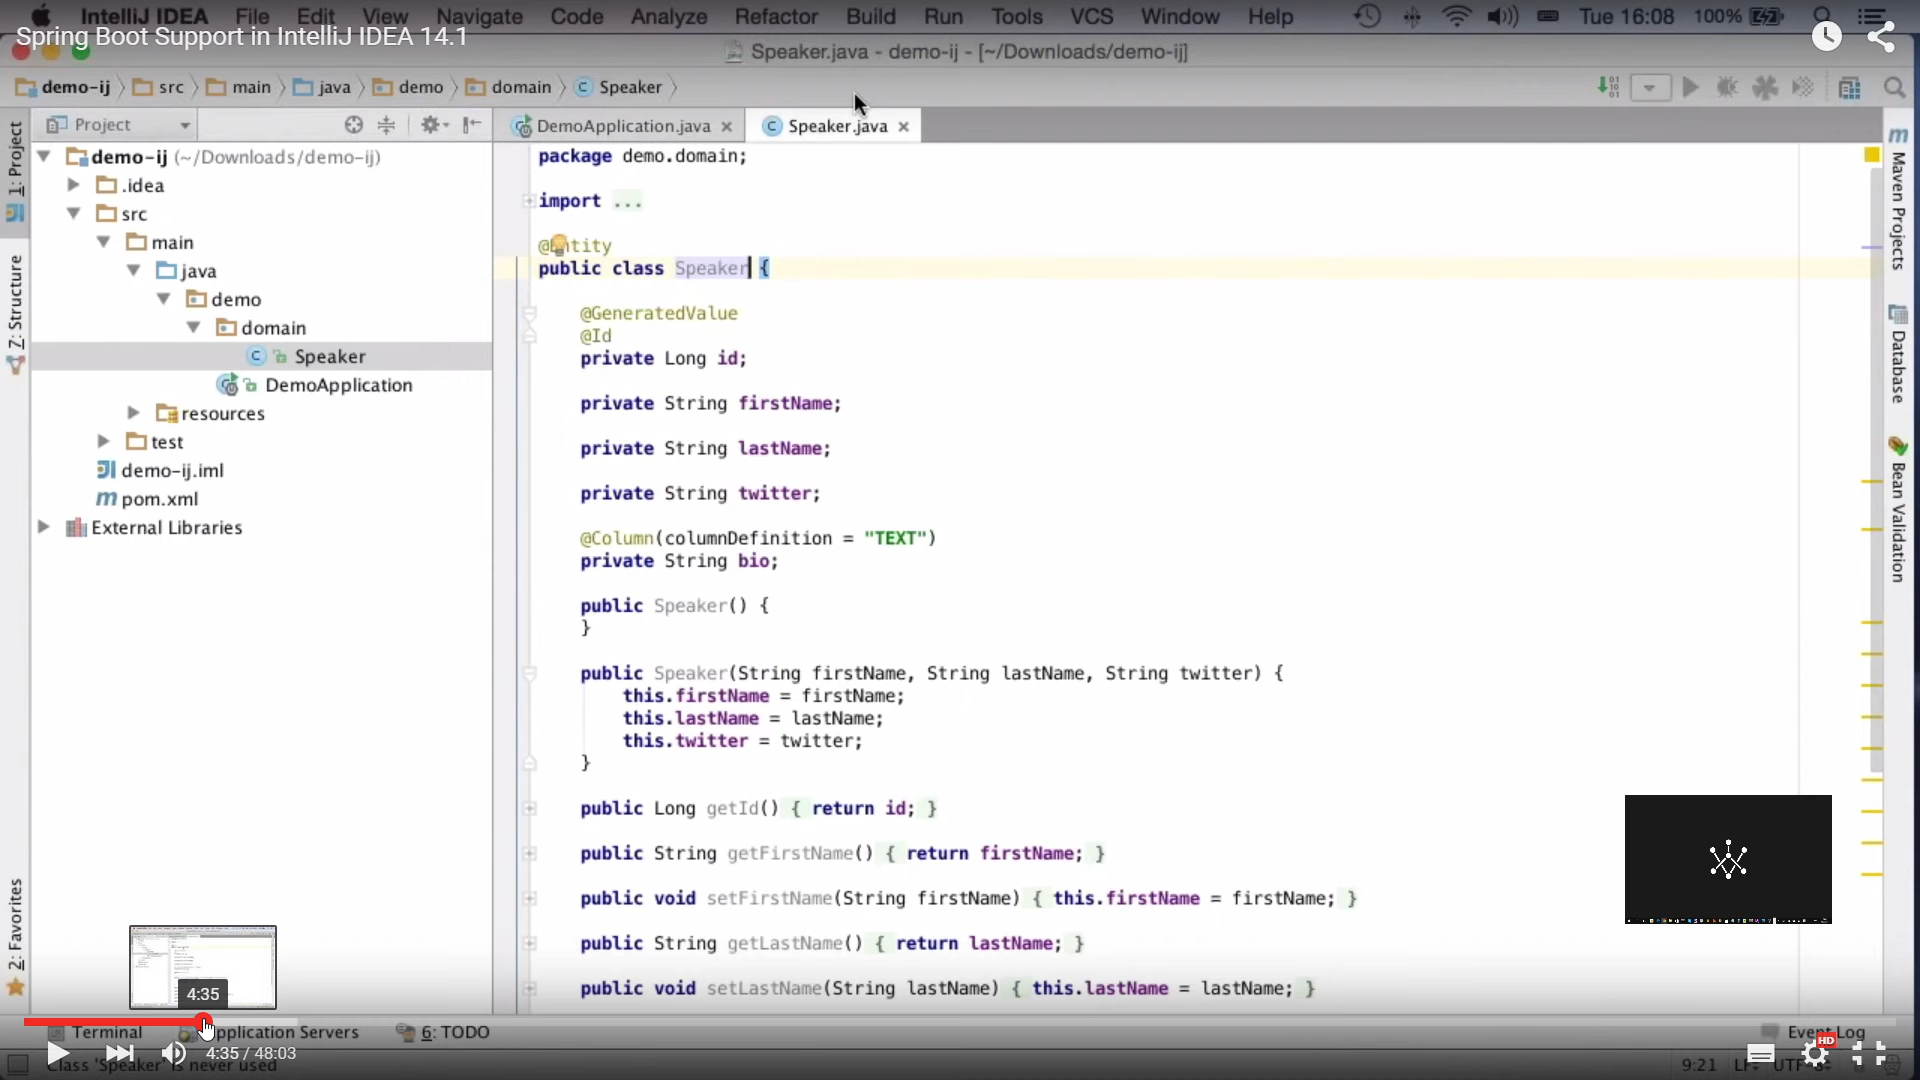 IntelliJ IDEA File Edit View Navigate Code Analyze Refactor Build Run Tools VCS Window Help Tue 16:08 100%
Spring Boot Support in IntelliJ IDEA 14.1
Speaker.java - demo-ij - [~/Downloads/demo-ij]
demo-ij src main java demo domain Speaker
Project
DemoApplication.java
Speaker.java
1: Project
Z: Structure
2: Favorites
demo-ij (~/Downloads/demo-ij)
.idea
src
main
java
demo
domain
Speaker
DemoApplication
resources
test
demo-ij.iml
pom.xml
External Libraries
package demo.domain;
import ...
@Entity
public class Speaker {
@GeneratedValue
@Id
private Long id;
private String firstName;
private String lastName;
private String twitter;
@Column(columnDefinition = "TEXT")
private String bio;
public Speaker() {
}
public Speaker(String firstName, String lastName, String twitter) {
this.firstName = firstName;
this.lastName = lastName;
this.twitter = twitter;
}
public Long getId() { return id; }
public String getFirstName() { return firstName; }
public void setFirstName(String firstName) { this.firstName = firstName; }
public String getLastName() { return lastName; }
public void setLastName(String lastName) { this.lastName = lastName; }
Maven Projects
Database
Bean Validation
4:35
Terminal Application Servers 6: TODO Event Log
4:35 / 48:03
HD
Class 'Speaker' is never used
9:21 UTF-8